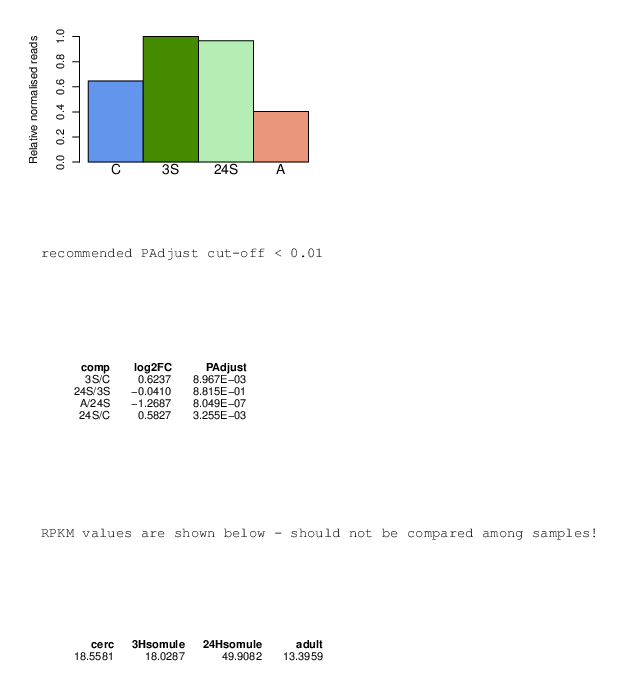 Relative normalised reads
1.0
0.8
0.6
0.4
0.2
0.0
C 3S 24S A
recommended PAdjust cut-off < 0.01
comp log2FC PAdjust
3S/C 0.6237 8.967E−03
24S/3S −0.0410 8.815E−01
A/24S −1.2687 8.049E−07
24S/C 0.5827 3.255E−03
RPKM values are shown below - should not be compared among samples!
cerc 3Hsomule 24Hsomule adult
18.5581 18.0287 49.9082 13.3959